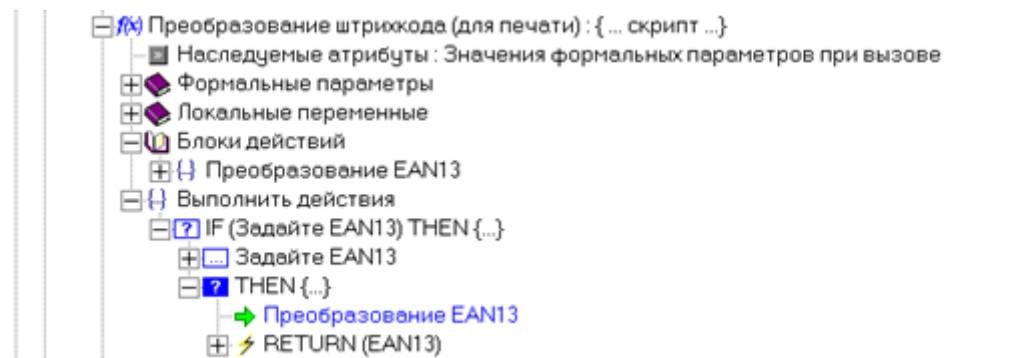 f(x) Преобразование штрихкода (для печати) : { ... скрипт ...}
Наследуемые атрибуты : Значения формальных параметров при вызове
Формальные параметры
Локальные переменные
Блоки действий
{·} Преобразование EAN13
{·} Выполнить действия
? IF (Задайте EAN13) THEN {...}
... Задайте EAN13
? THEN {...}
Преобразование EAN13
RETURN (EAN13)